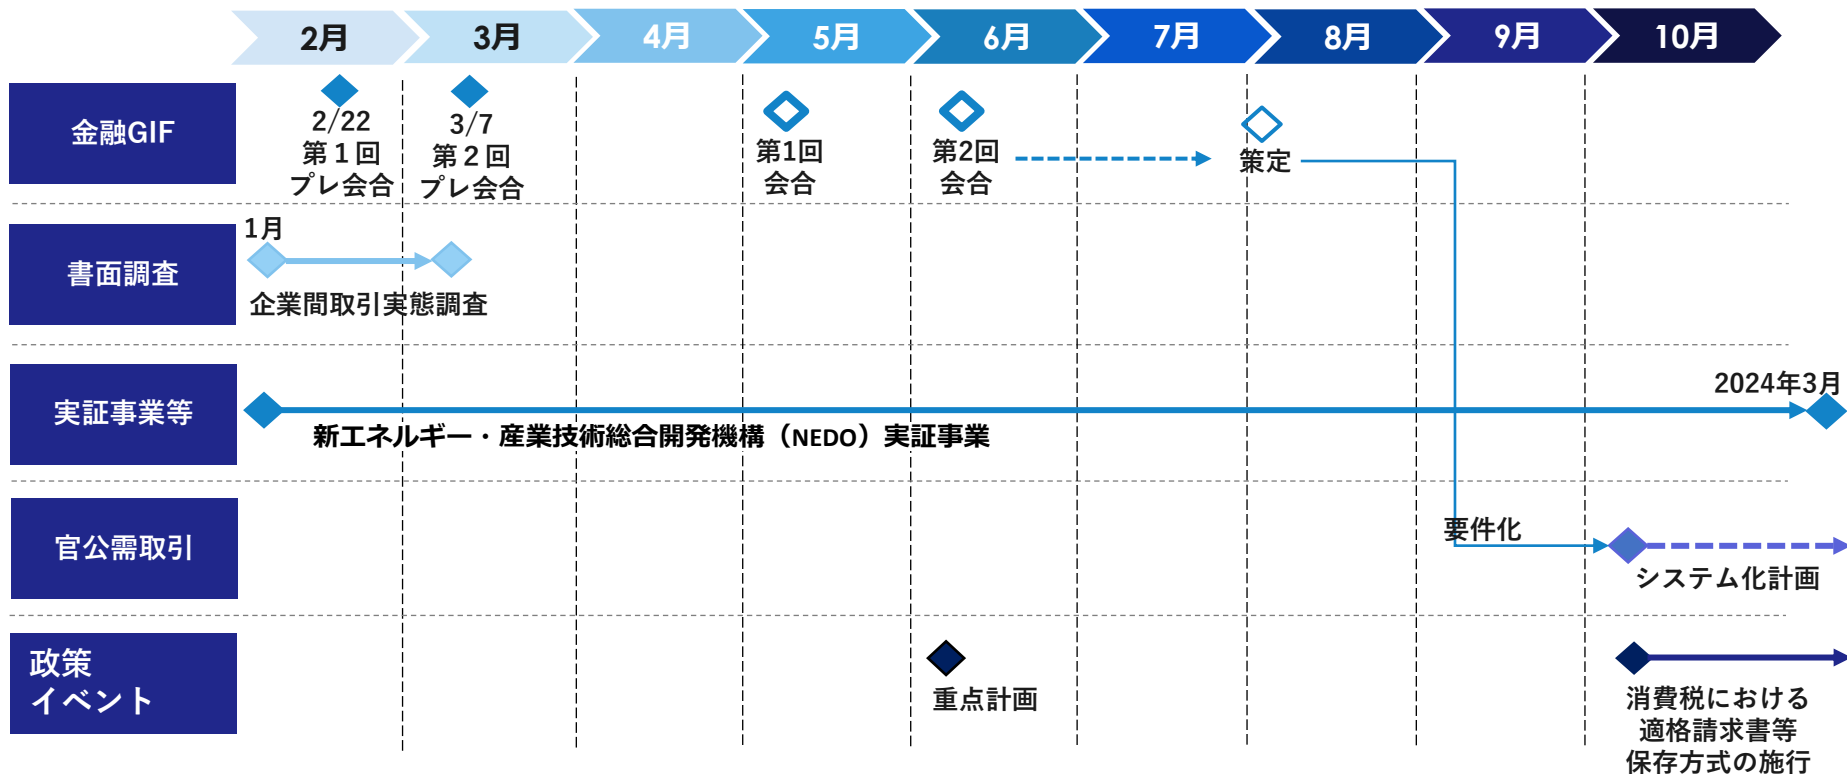 2月
3月
4月
5月
6月
7月
8月
9月
10月
金融GIF
2/22
第１回
プレ会合
3/7
第２回
プレ会合
第1回
会合
第2回
会合
策定
書面調査
1月
企業間取引実態調査
実証事業等
2024年3月
新エネルギー・産業技術総合開発機構（NEDO）実証事業
官公需取引
要件化
システム化計画
政策
イベント
重点計画
消費税における
適格請求書等
保存方式の施行